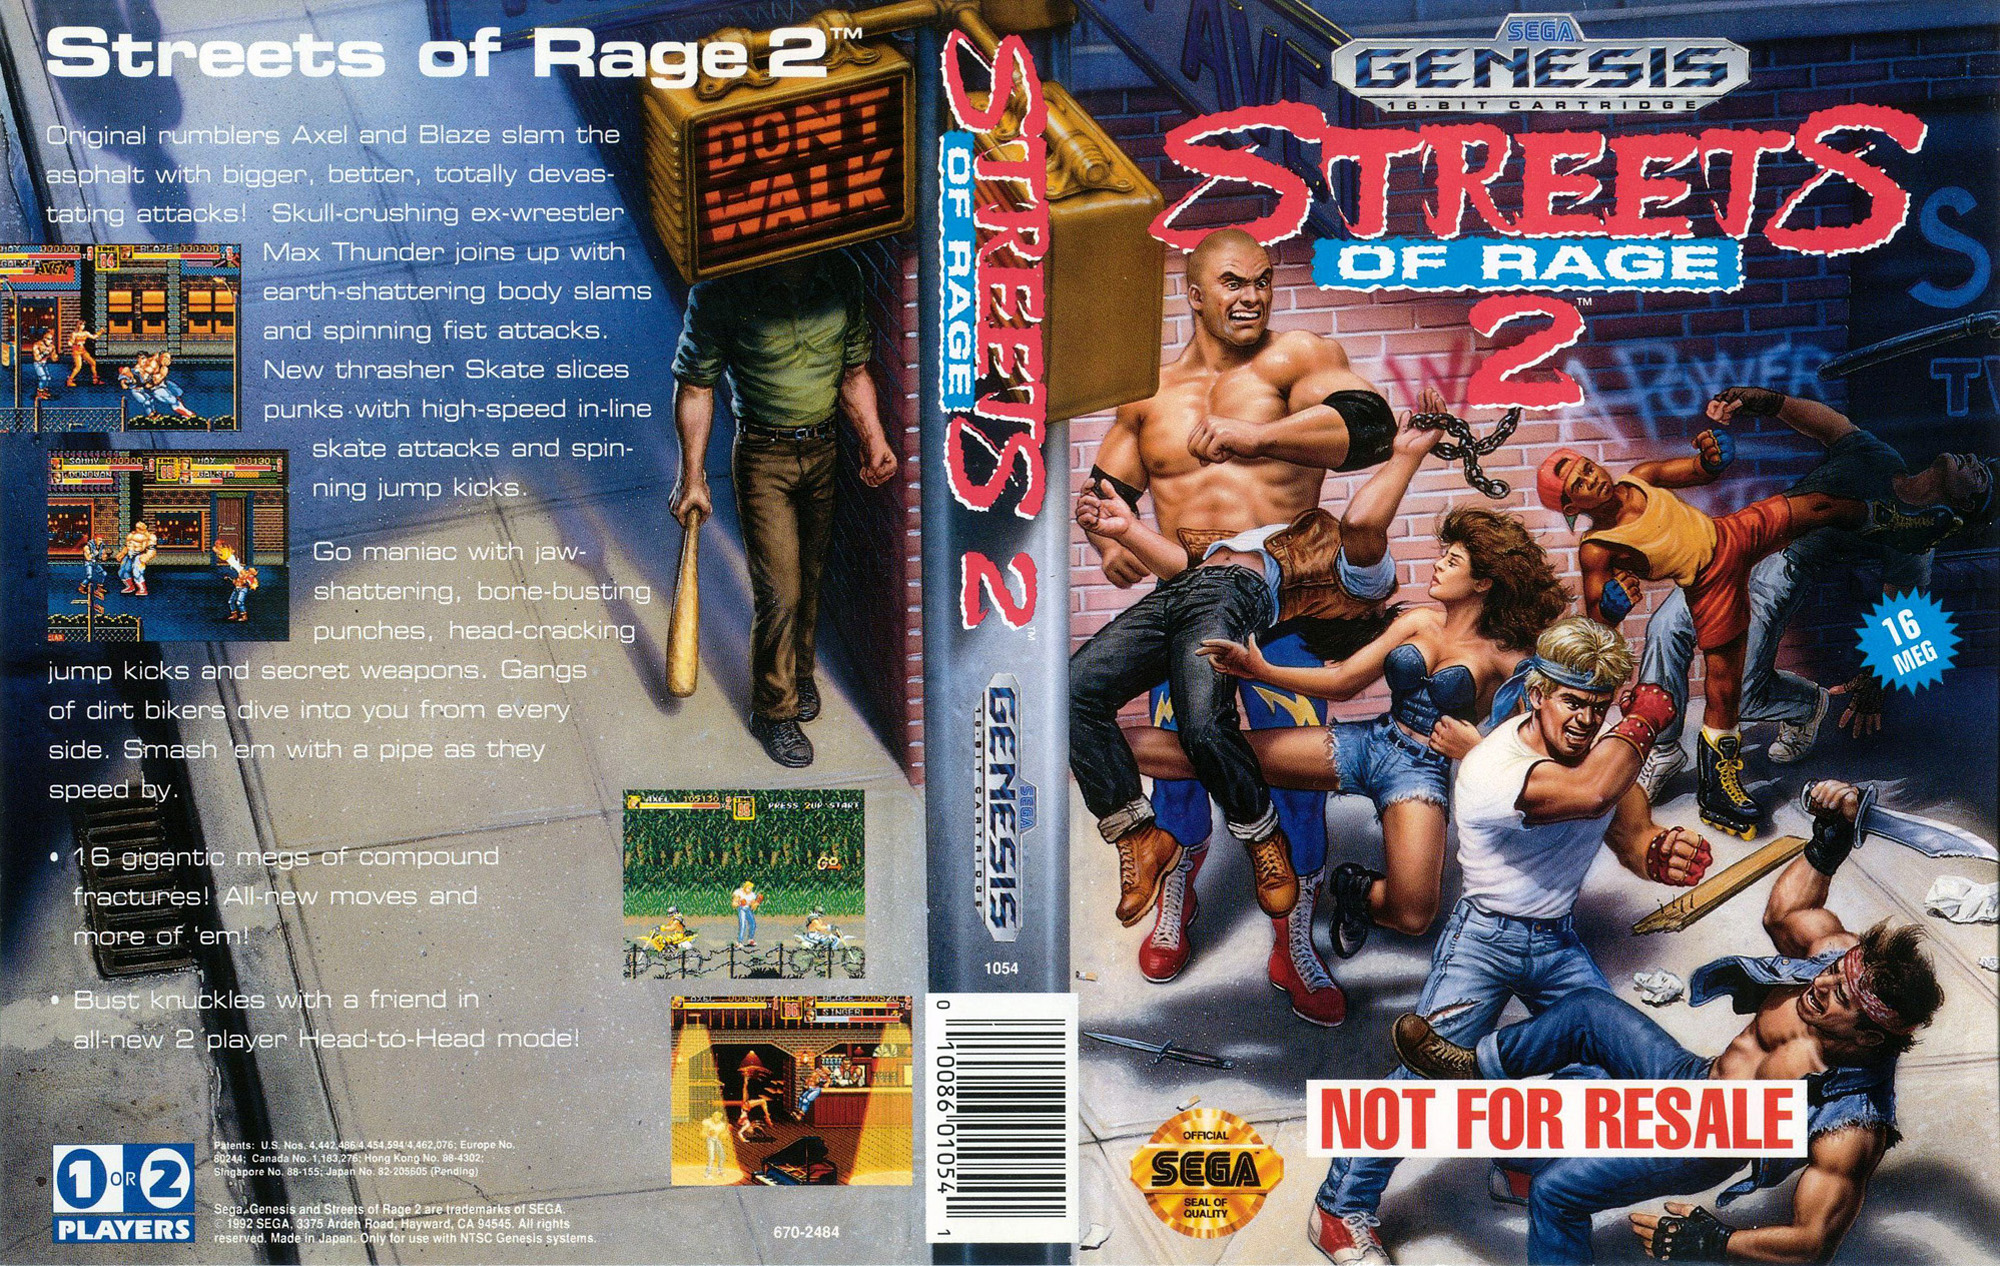 Streets of Rage 2™
Original rumblers Axel and Blaze slam the
asphalt with bigger, better, totally devas-
tating attacks! Skull-crushing ex-wrestler
Max Thunder joins up with
earth-shattering body slams
and spinning fist attacks.
New thrasher Skate slices
punks with high-speed in-line
skate attacks and spin-
ning jump kicks.
Go maniac with jaw-
shattering, bone-busting
punches, head-cracking
jump kicks and secret weapons. Gangs
of dirt bikers dive into you from every
side. Smash 'em with a pipe as they
speed by.
• 16 gigantic megs of compound
fractures! All-new moves and
more of 'em!
• Bust knuckles with a friend in
all-new 2 player Head-to-Head mode!
AXEL
PRESS 2UP START
GO
SINGER
1 OR 2
PLAYERS
Patents: U.S. Nos. 4,442,486/4,454,594/4,462,076; Europe No.
80244; Canada No. 1,183,276; Hong Kong No. 88-4302;
Singapore No. 88-155; Japan No. 82-205605 (Pending)
Sega, Genesis and Streets of Rage 2 are trademarks of SEGA.
© 1992 SEGA, 3375 Arden Road, Hayward, CA 94545. All rights
reserved. Made in Japan. Only for use with NTSC Genesis systems.
670-2484
DONT
WALK
STREETS
OF RAGE
2™
SEGA
GENESIS
16-BIT CARTRIDGE
1054
0 10086 01054 1
AVE
SEGA
GENESIS
16-BIT CARTRIDGE
STREETS
OF RAGE
2™
POWER
16
MEG
NOT FOR RESALE
OFFICIAL
SEGA™
SEAL OF
QUALITY